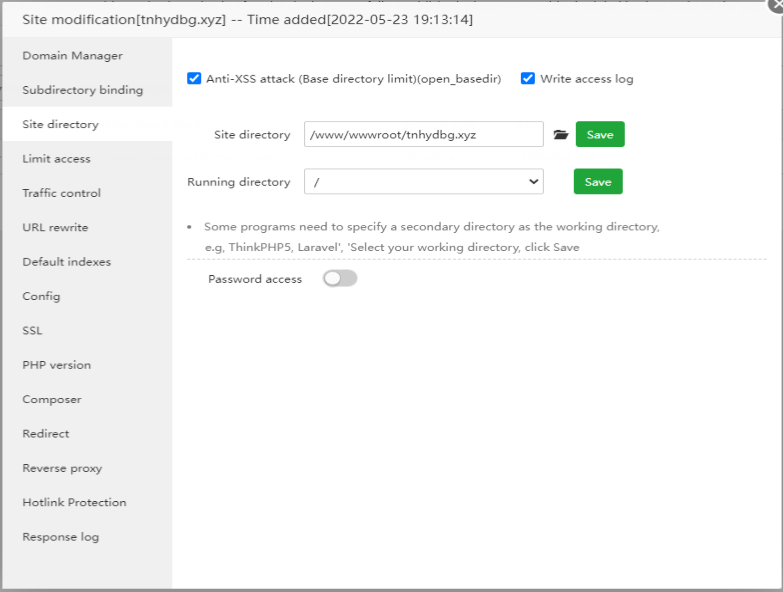 Site modification[tnhydbg.xyz] -- Time added[2022-05-23 19:13:14]
Domain Manager
Subdirectory binding
Site directory
Limit access
Traffic control
URL rewrite
Default indexes
Config
SSL
PHP version
Composer
Redirect
Reverse proxy
Hotlink Protection
Response log
Anti-XSS attack (Base directory limit)(open_basedir)
Write access log
Site directory /www/wwwroot/tnhydbg.xyz Save
Running directory / Save
Some programs need to specify a secondary directory as the working directory,
e.g, ThinkPHP5, Laravel', 'Select your working directory, click Save
Password access